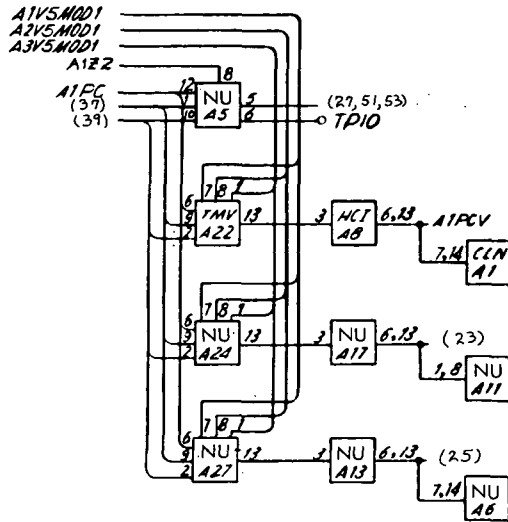 A1V5MOD1
A2V5MOD1
A3V5MOD1
A1Z2
8
A1PC
12
NU
5
(27,51,53)
(37)
7
A5
6
TP10
(39)
10
7 8 1
6
TMV
13
3
HCI
6,23
A1PCV
9
A22
A8
2
7,14
CLN
A1
7 8 1
6
NU
13
3
NU
6,13
(23)
9
A24
A17
2
1,8
NU
A11
7 8 1
6
NU
13
3
NU
6,13
(25)
9
A27
A13
2
7,14
NU
A6